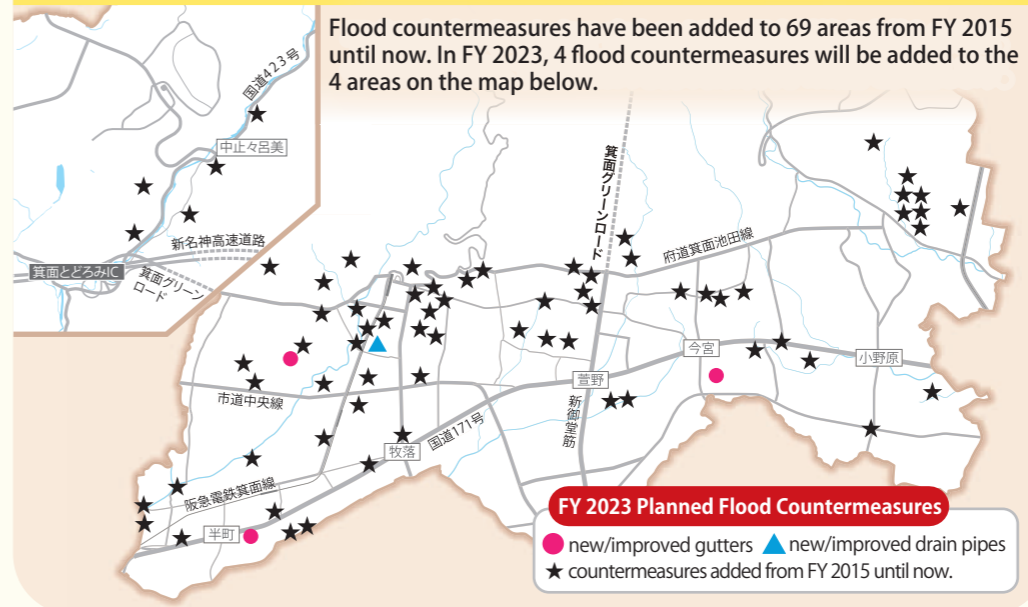 Flood countermeasures have been added to 69 areas from FY 2015
until now. In FY 2023, 4 flood countermeasures will be added to the
4 areas on the map below.
国道423号
中止々呂美
新名神高速道路
箕面とどろみIC
箕面グリーン
ロード
箕面グリーンロード
府道箕面池田線
今宮
小野原
萱野
市道中央線
国道171号
新御堂筋
牧落
阪急電鉄箕面線
半町
FY 2023 Planned Flood Countermeasures
new/improved gutters
new/improved drain pipes
countermeasures added from FY 2015 until now.